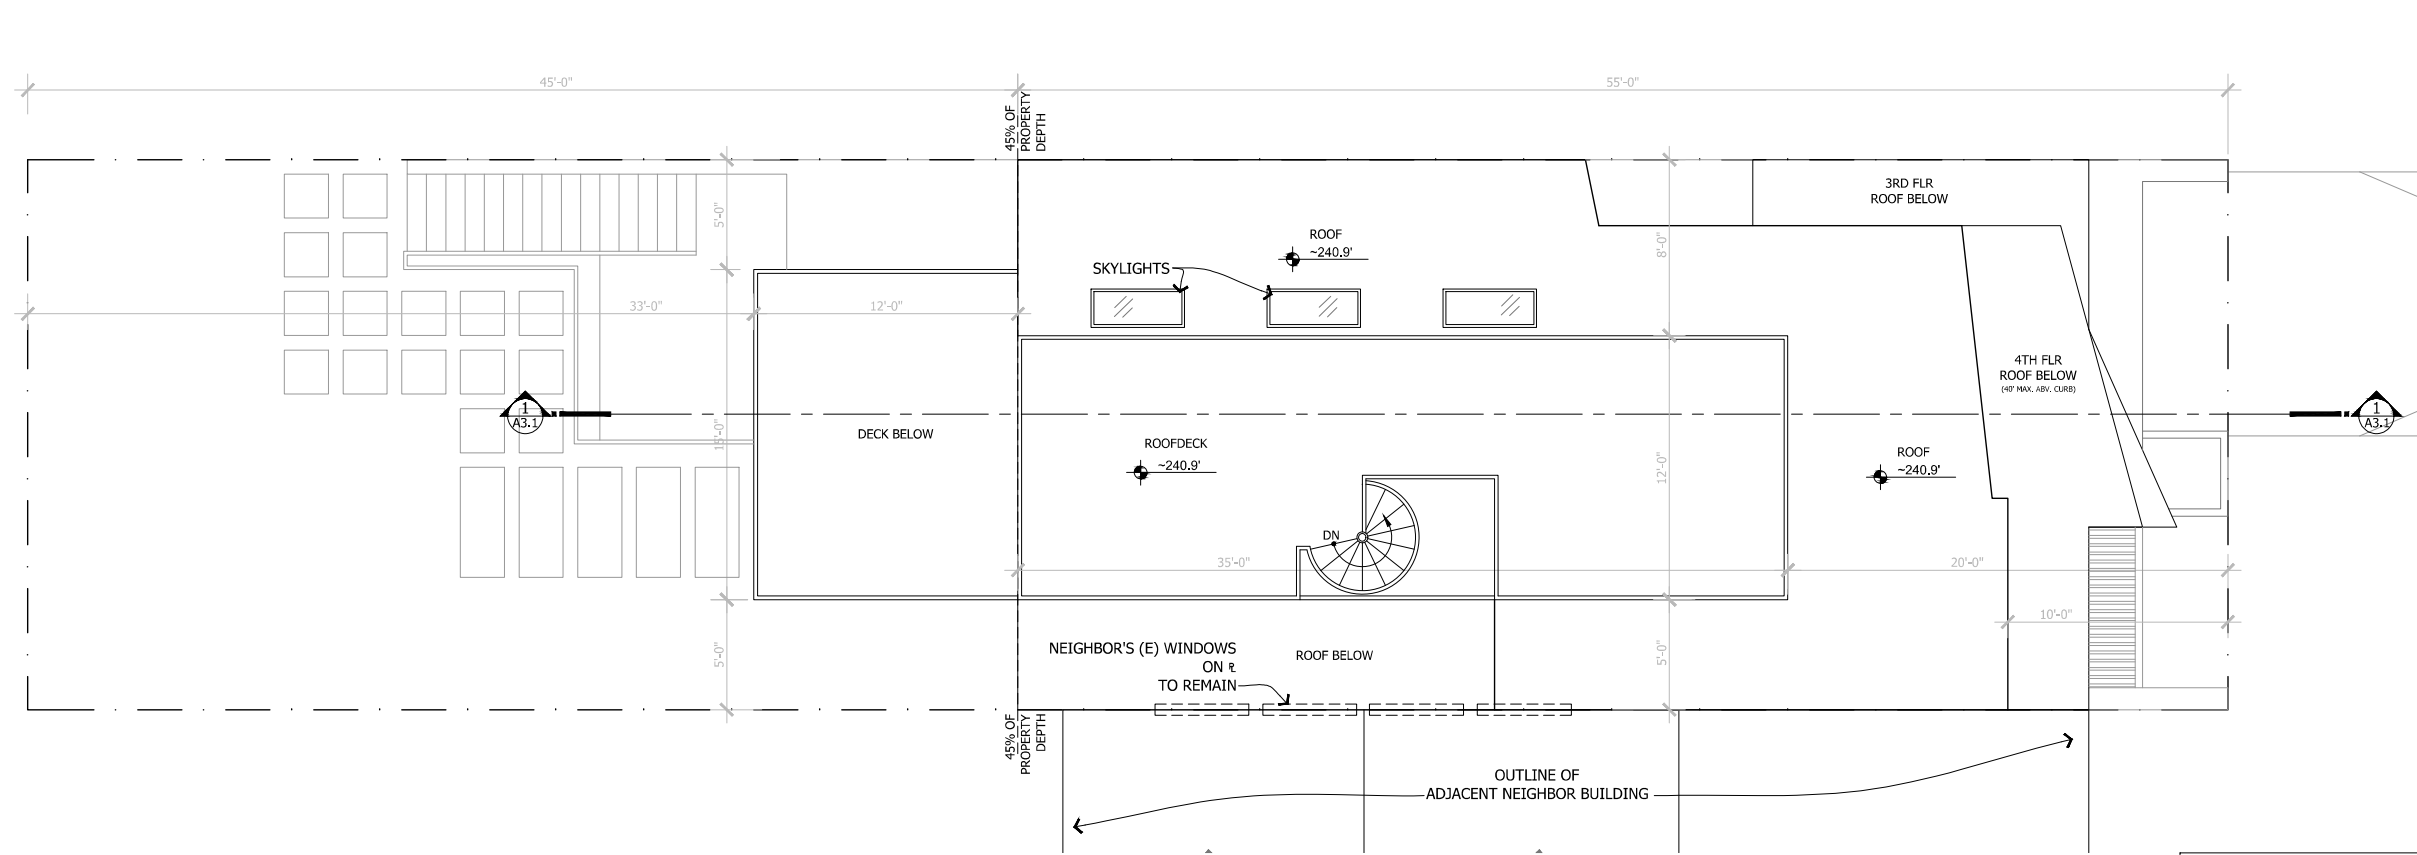 45'-0"
55'-0"
45% OF
PROPERTY
DEPTH
3RD FLR
ROOF BELOW
5'-0"
8'-0"
ROOF
~240.9'
SKYLIGHTS
33'-0"
12'-0"
4TH FLR
ROOF BELOW
(40' MAX. ABV. CURB)
1
A3.1
1
A3.1
DECK BELOW
ROOFDECK
~240.9'
ROOF
~240.9'
12'-0"
DN
35'-0"
20'-0"
10'-0"
5'-0"
5'-0"
NEIGHBOR'S (E) WINDOWS
ON ℄
TO REMAIN
ROOF BELOW
45% OF
PROPERTY
DEPTH
OUTLINE OF
ADJACENT NEIGHBOR BUILDING